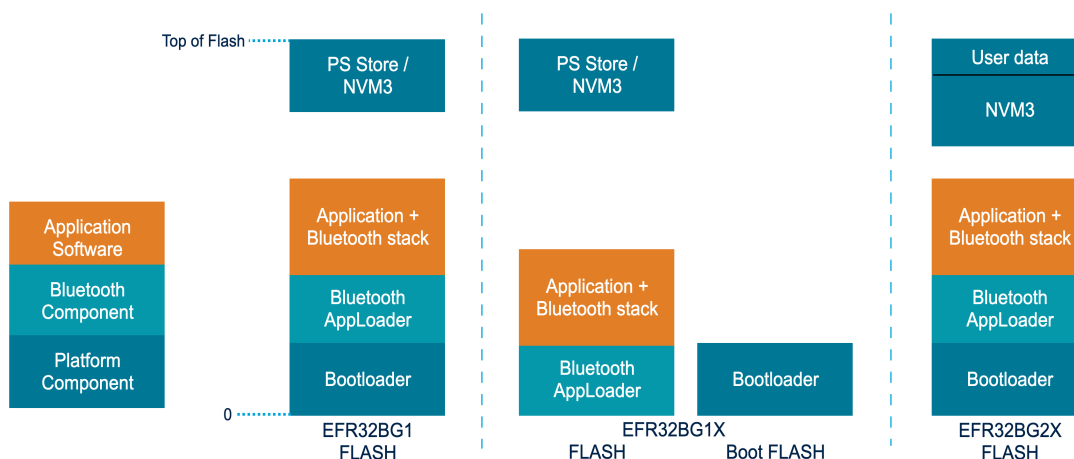 Top of Flash
PS Store /
NVM3
PS Store /
NVM3
User data
NVM3
Application
Software
Bluetooth
Component
Platform
Component
Application +
Bluetooth stack
Bluetooth
AppLoader
Bootloader
Application +
Bluetooth stack
Bluetooth
AppLoader
Bootloader
Application +
Bluetooth stack
Bluetooth
AppLoader
Bootloader
0
EFR32BG1
FLASH
EFR32BG1X
FLASH
Boot FLASH
EFR32BG2X
FLASH